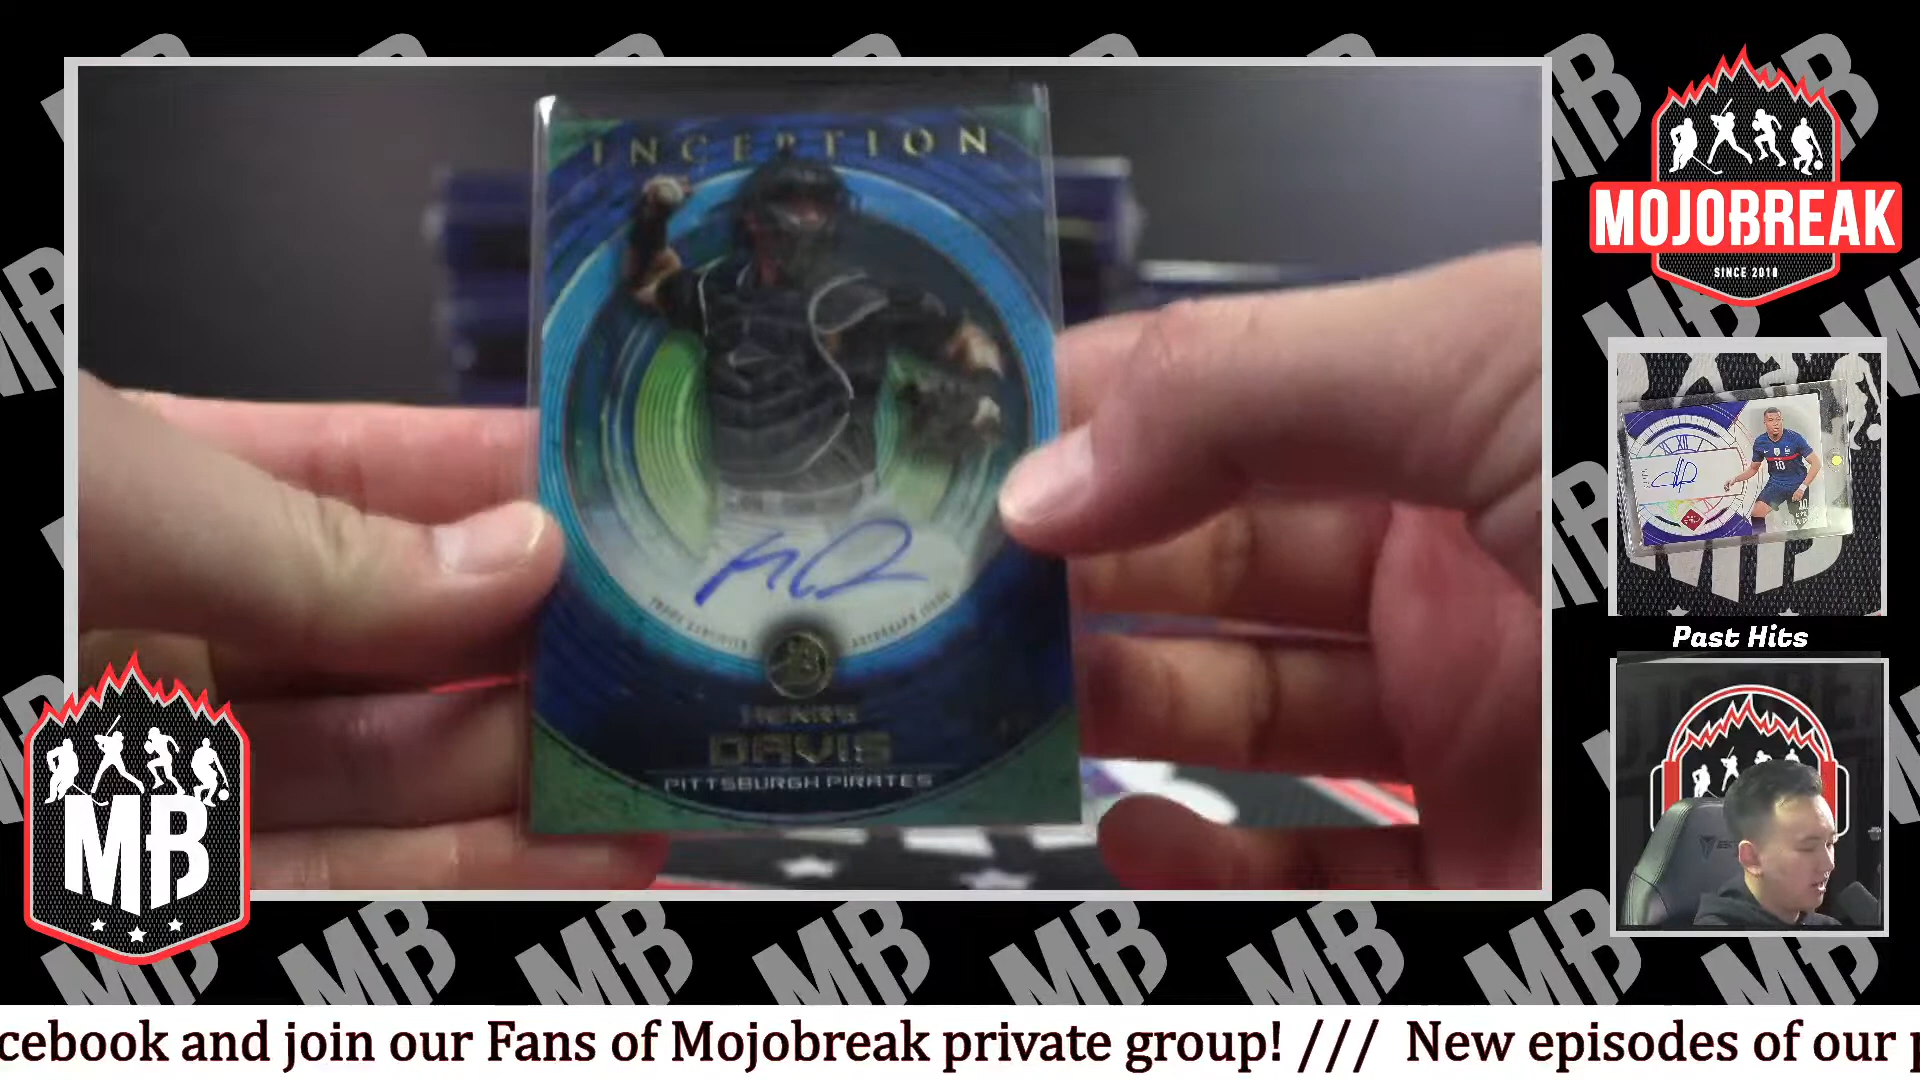 INCEPTION
HENRY
DAVIS
PITTSBURGH PIRATES
MOJOBREAK
SINCE 2010
Past Hits
MB
cebook and join our Fans of Mojobreak private group! /// New episodes of our p